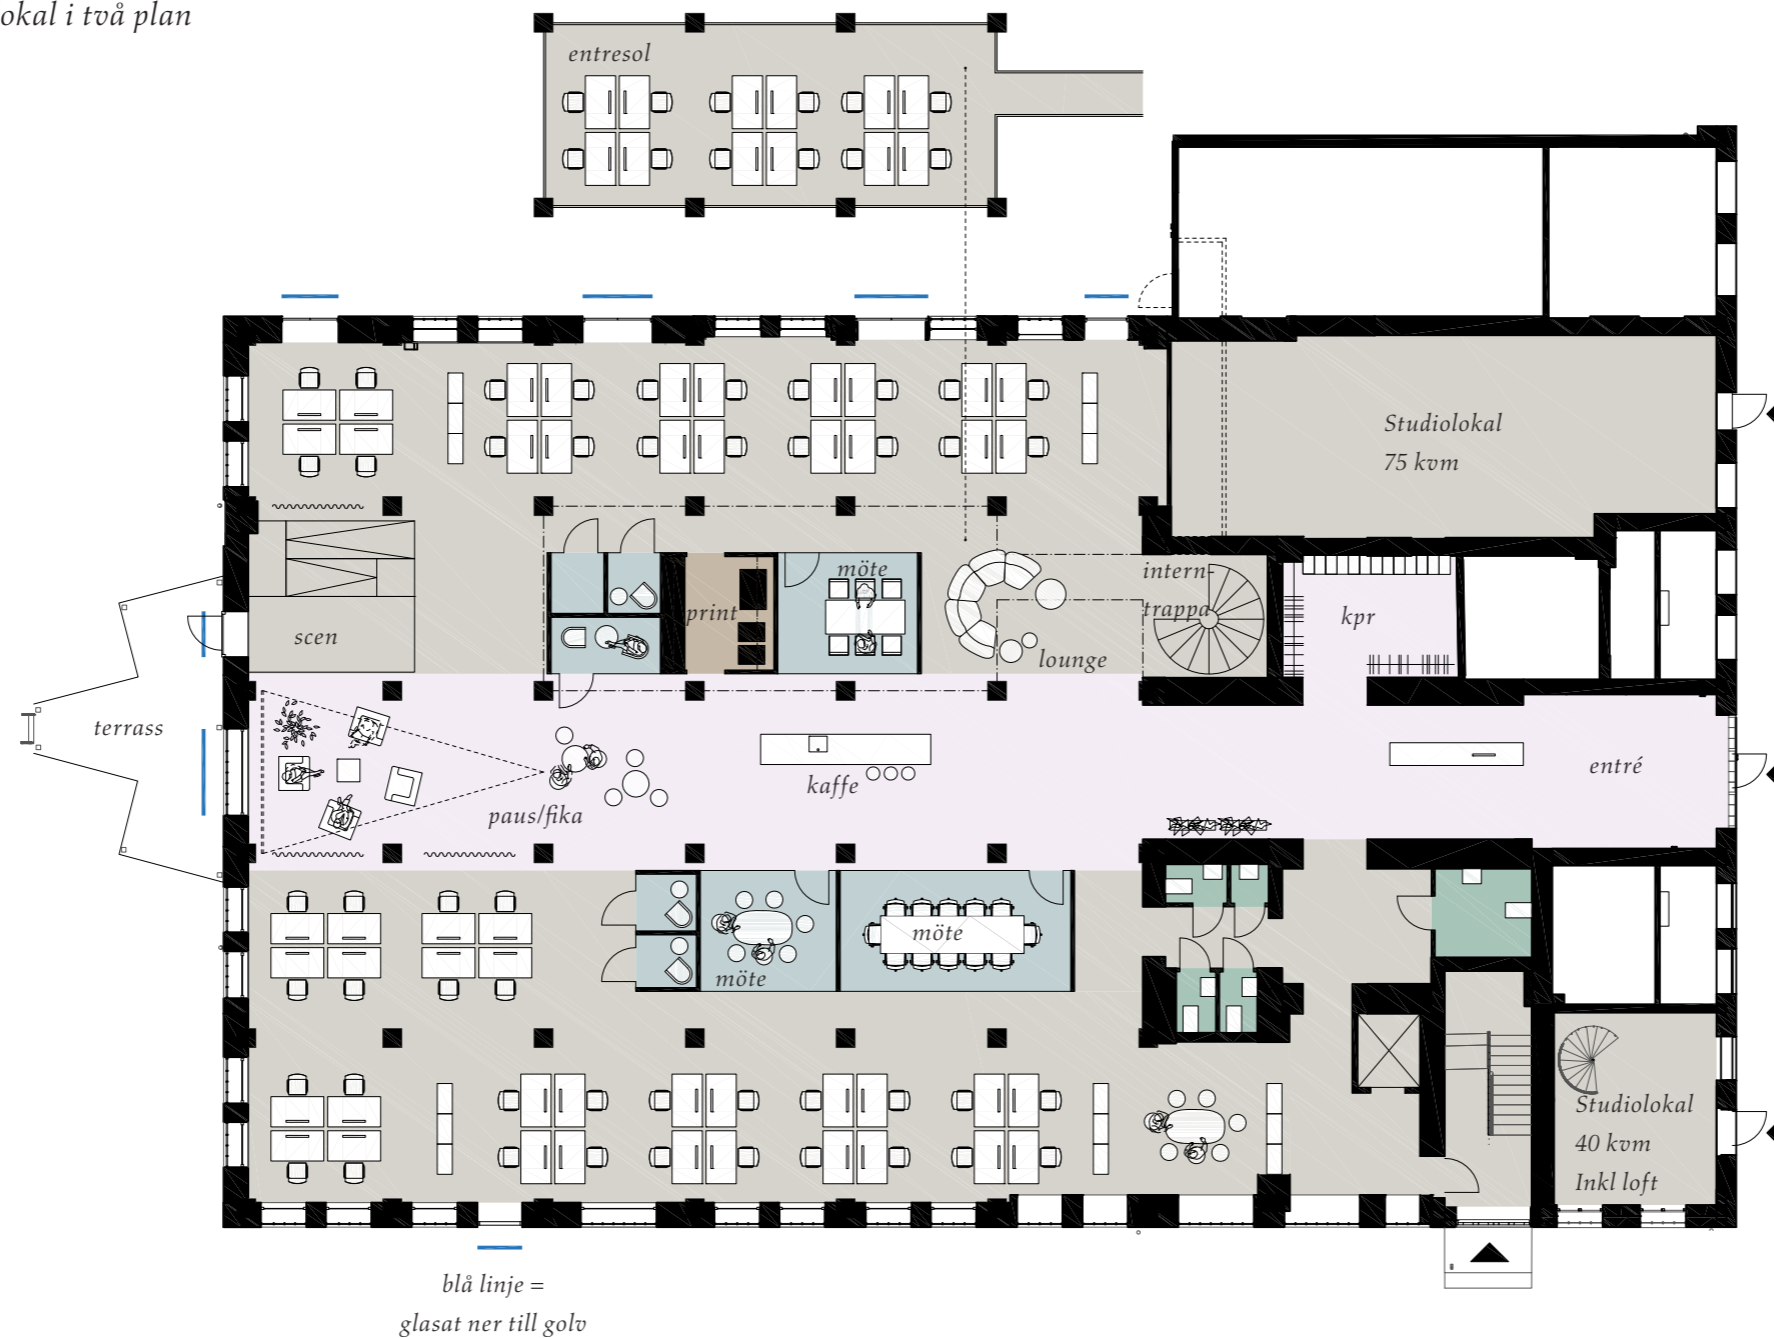 okal i två plan
entresol
Studiolokal
75 kvm
möte
intern-
trappa
print
kpr
scen
lounge
terrass
entré
kaffe
paus/fika
möte
möte
Studiolokal
40 kvm
Inkl loft
blå linje =
glasat ner till golv